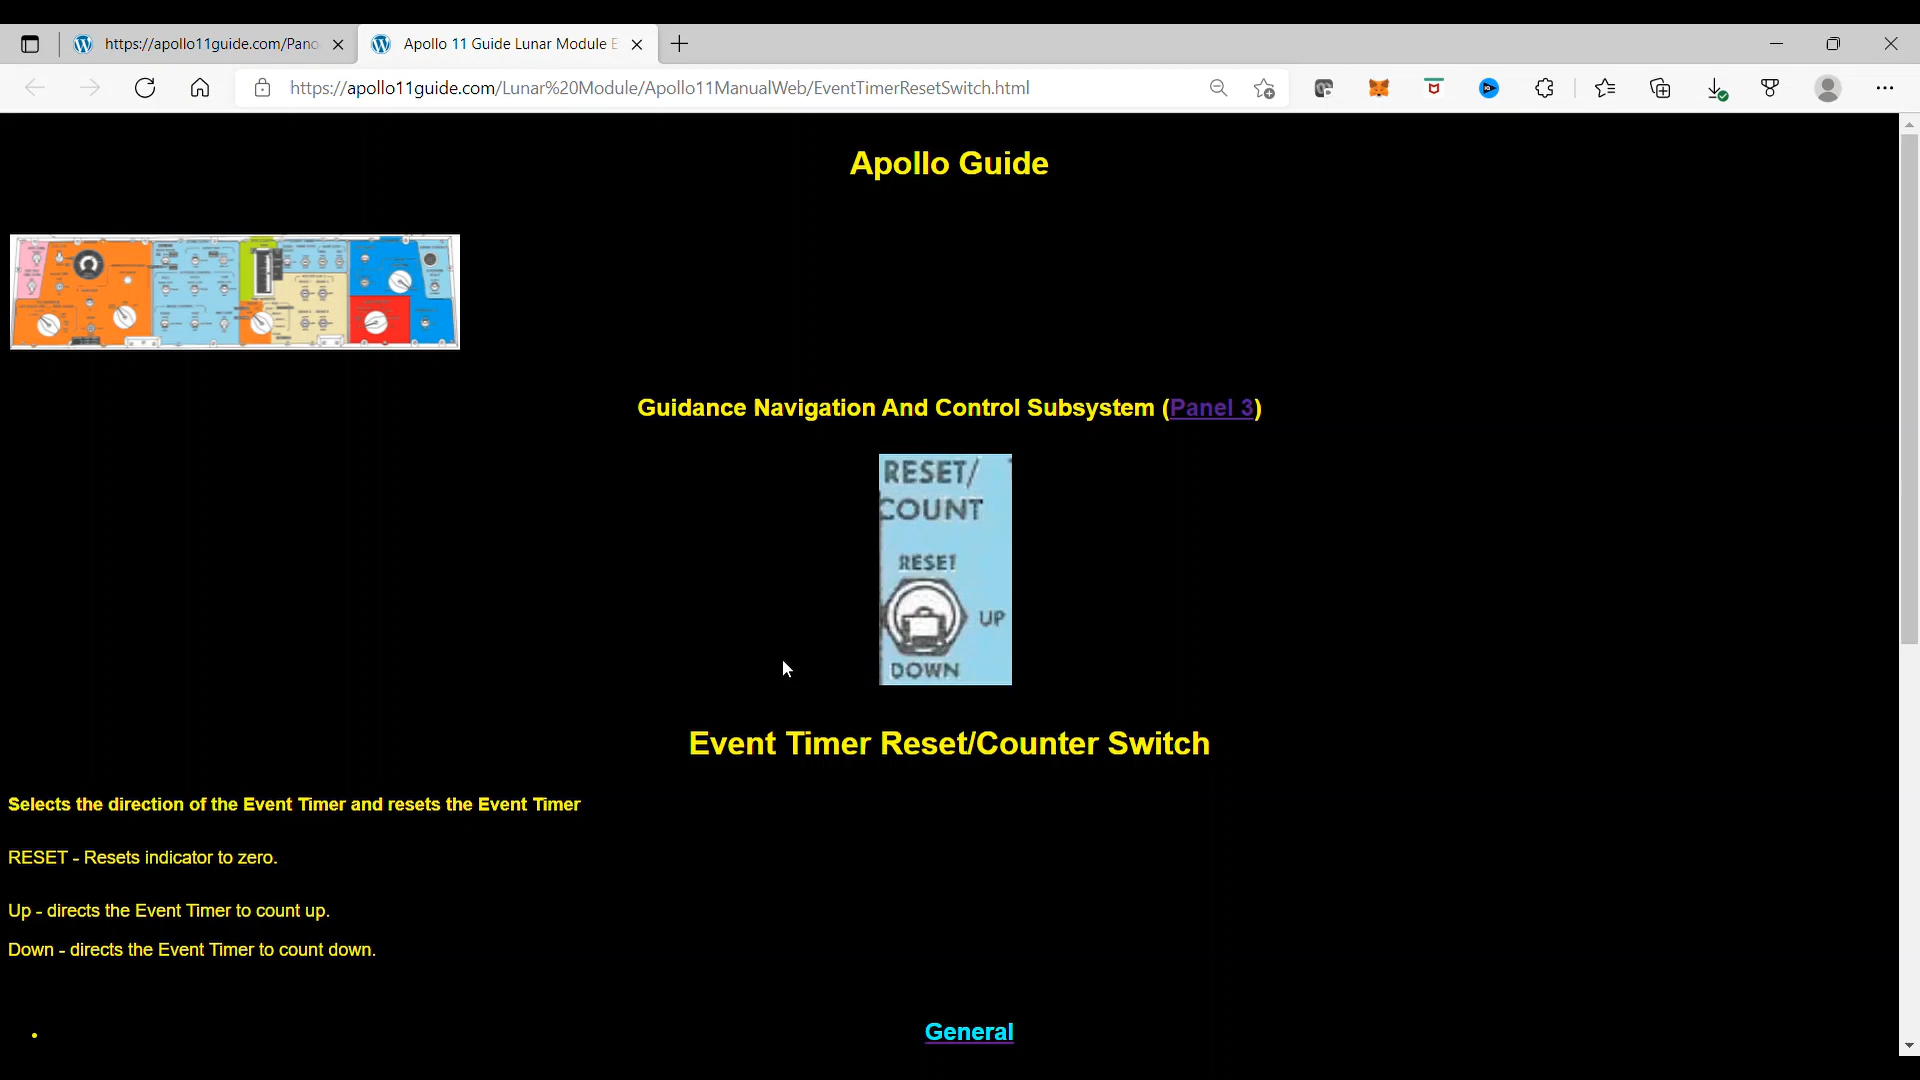 https://apollo11guide.com/Pano
Apollo 11 Guide Lunar Module E
https://apollo11guide.com/Lunar%20Module/Apollo11ManualWeb/EventTimerResetSwitch.html
Apollo Guide
Guidance Navigation And Control Subsystem (Panel 3)
RESET/
COUNT
RESET
UP
DOWN
Event Timer Reset/Counter Switch
Selects the direction of the Event Timer and resets the Event Timer
RESET - Resets indicator to zero.
Up - directs the Event Timer to count up.
Down - directs the Event Timer to count down.
General